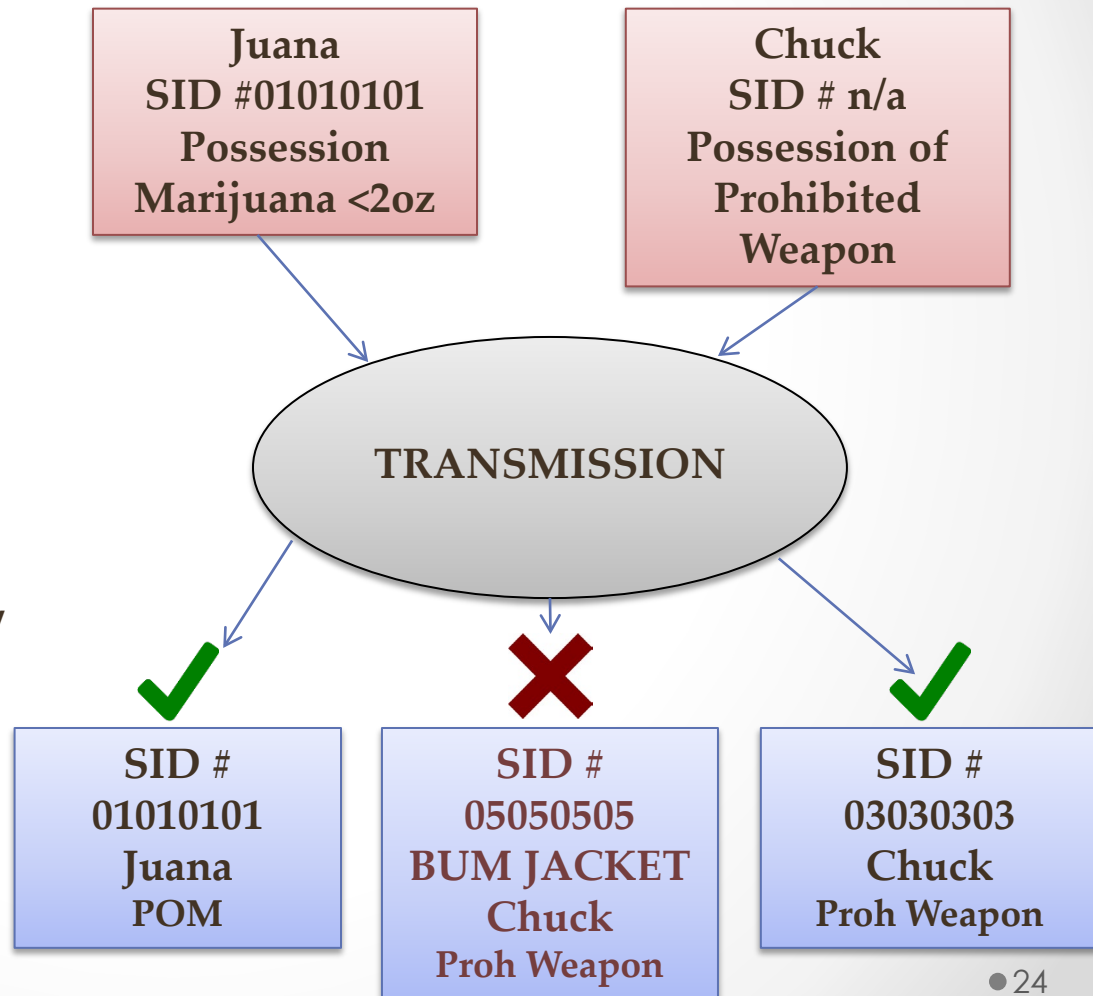 Juana
SID #01010101
Possession
Marijuana <2oz
Chuck
SID # n/a
Possession of
Prohibited
Weapon
TRANSMISSION
SID #
01010101
Juana
POM
SID #
05050505
BUM JACKET
Chuck
Proh Weapon
SID #
03030303
Chuck
Proh Weapon
24